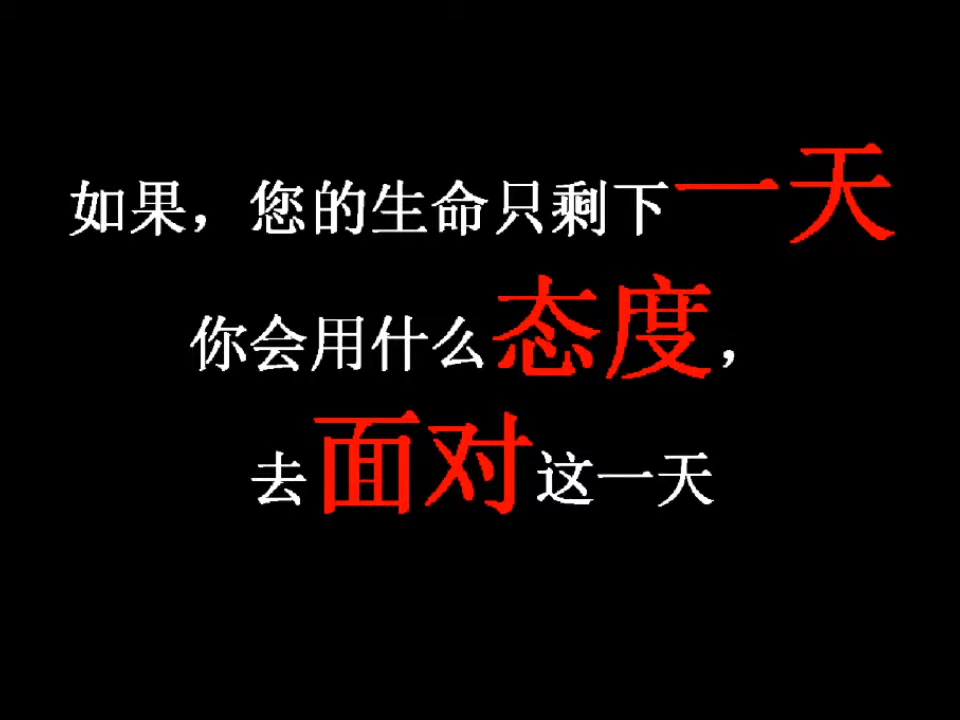 如果，您的生命只剩下一天
你会用什么态度，
去面对这一天